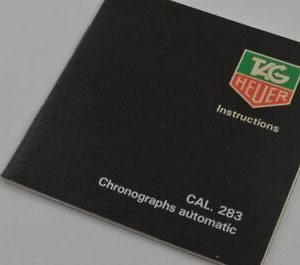 TAG
HEUER
Instructions
CAL. 283
Chronographs automatic